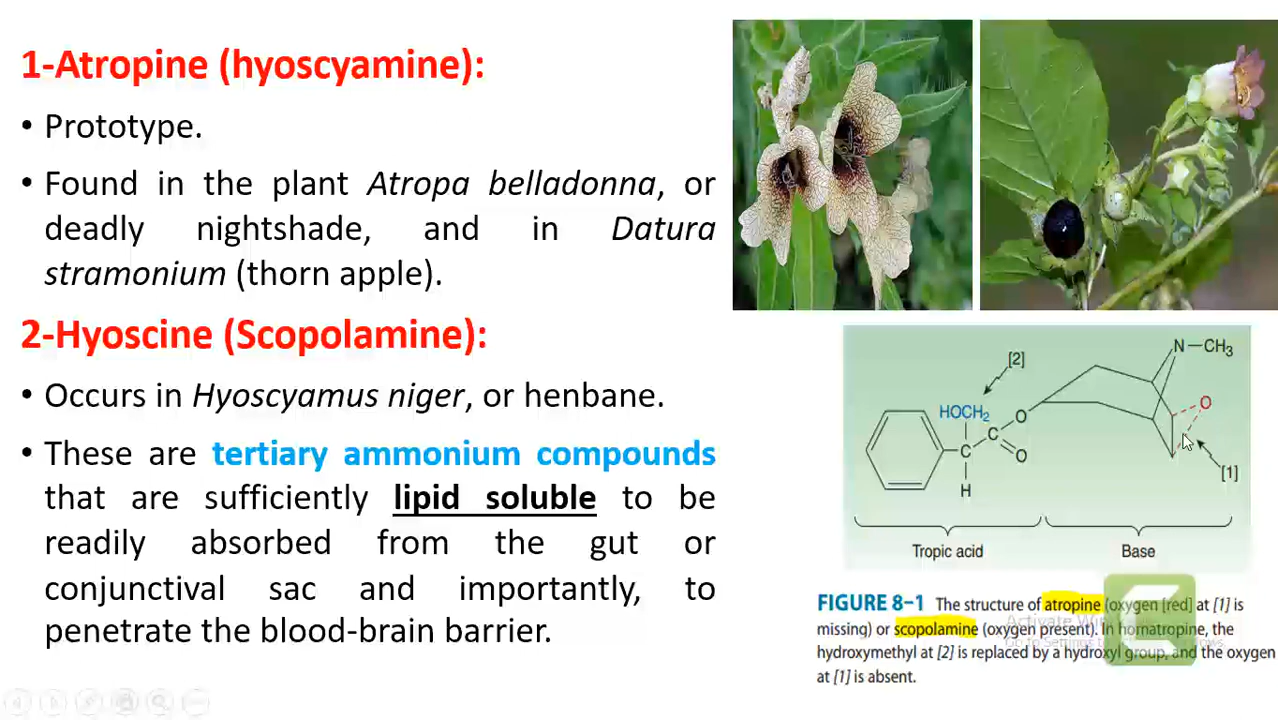 1-Atropine (hyoscyamine):
• Prototype.
• Found in the plant Atropa belladonna, or
deadly nightshade, and in Datura
stramonium (thorn apple).
2-Hyoscine (Scopolamine):
• Occurs in Hyoscyamus niger, or henbane.
• These are tertiary ammonium compounds
that are sufficiently lipid soluble to be
readily absorbed from the gut or
conjunctival sac and importantly, to
penetrate the blood-brain barrier.
N—CH3
[2]
O
HOCH2
O
C
C
O
H
[1]
Tropic acid
Base
FIGURE 8–1 The structure of atropine (oxygen [red] at [1] is
missing) or scopolamine (oxygen present). In homatropine, the
hydroxymethyl at [2] is replaced by a hydroxyl group, and the oxygen
at [1] is absent.
Activate
Go to Settings